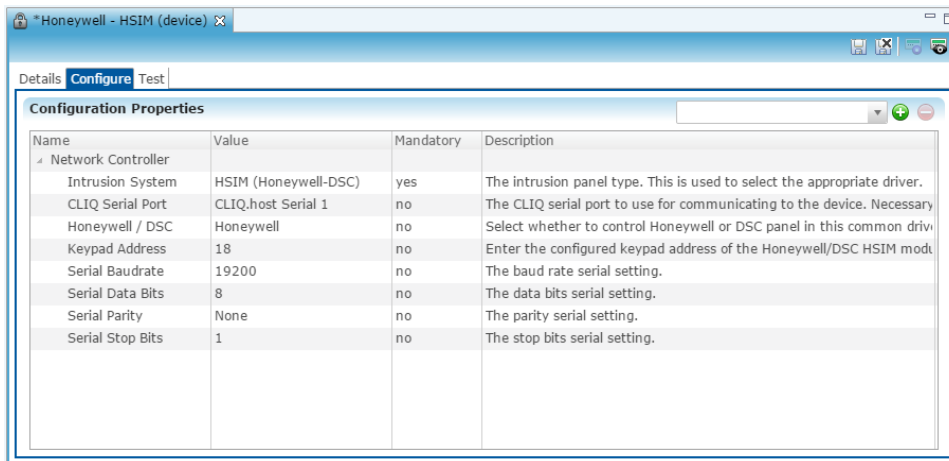 *Honeywell - HSIM (device)
Details Configure Test
Configuration Properties
Name Value Mandatory Description
Network Controller
Intrusion System HSIM (Honeywell-DSC) yes The intrusion panel type. This is used to select the appropriate driver.
CLIQ Serial Port CLIQ.host Serial 1 no The CLIQ serial port to use for communicating to the device. Necessary
Honeywell / DSC Honeywell no Select whether to control Honeywell or DSC panel in this common
Keypad Address 18 no Enter the configured keypad address of the Honeywell/DSC HSIM
Serial Baudrate 19200 no The baud rate serial setting.
Serial Data Bits 8 no The data bits serial setting.
Serial Parity None no The parity serial setting.
Serial Stop Bits 1 no The stop bits serial setting.